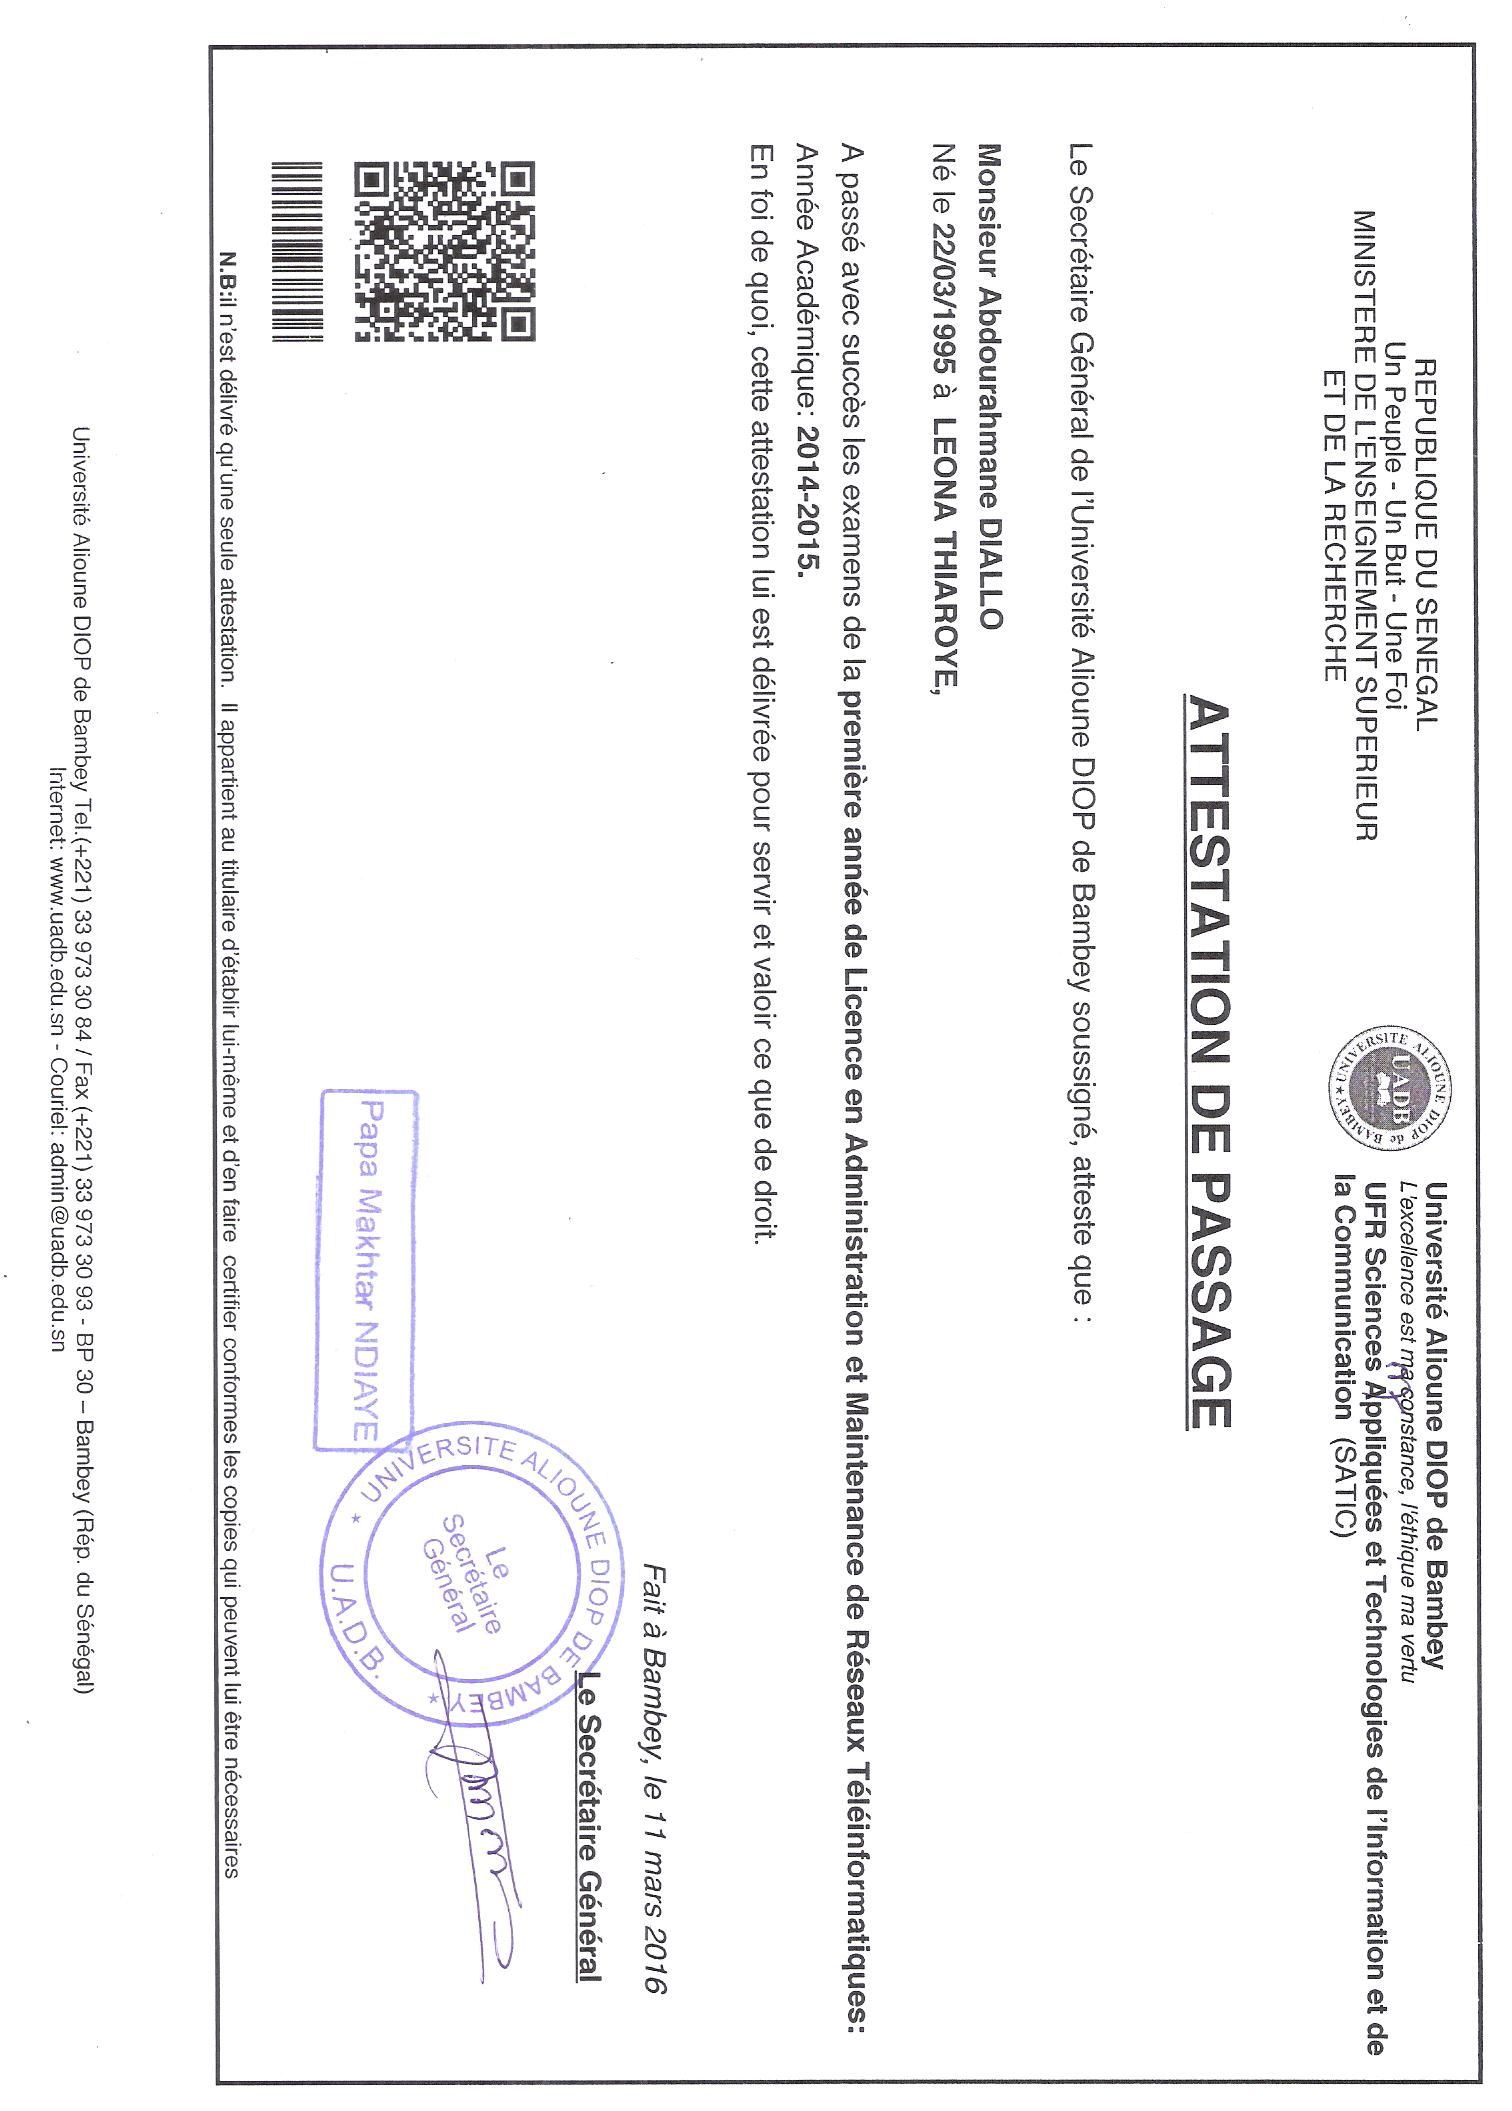 REPUBLIQUE DU SENEGAL
Un Peuple - Un But - Une Foi
MINISTERE DE L'ENSEIGNEMENT SUPERIEUR
ET DE LA RECHERCHE
UNIVERSITÉ ALIOUNE DIOP de BAMBEY
UADB
Université Alioune DIOP de Bambey
L'excellence est ma constance, l'éthique ma vertu
UFR Sciences Appliquées et Technologies de l'Information et de
la Communication (SATIC)
ATTESTATION DE PASSAGE
Le Secrétaire Général de l'Université Alioune DIOP de Bambey soussigné, atteste que :
Monsieur Abdourahmane DIALLO
Né le 22/03/1995 à LEONA THIAROYE,
A passé avec succès les examens de la première année de Licence en Administration et Maintenance de Réseaux Téléinformatiques:
Année Académique: 2014-2015.
En foi de quoi, cette attestation lui est délivrée pour servir et valoir ce que de droit.
Fait à Bambey, le 11 mars 2016
Le Secrétaire Général
UNIVERSITE ALIOUNE DIOP DE BAMBEY
Le
Secrétaire
Général
U.A.D.B.
Papa Makhtar NDIAYE
N.B:il n'est délivré qu'une seule attestation. Il appartient au titulaire d'établir lui-même et d'en faire certifier conformes les copies qui peuvent lui être nécessaires
Université Alioune DIOP de Bambey Tel.(+221) 33 973 30 84 / Fax (+221) 33 973 30 93 - BP 30 – Bambey (Rép. du Sénégal)
Internet: www.uadb.edu.sn - Couriel: admin@uadb.edu.sn